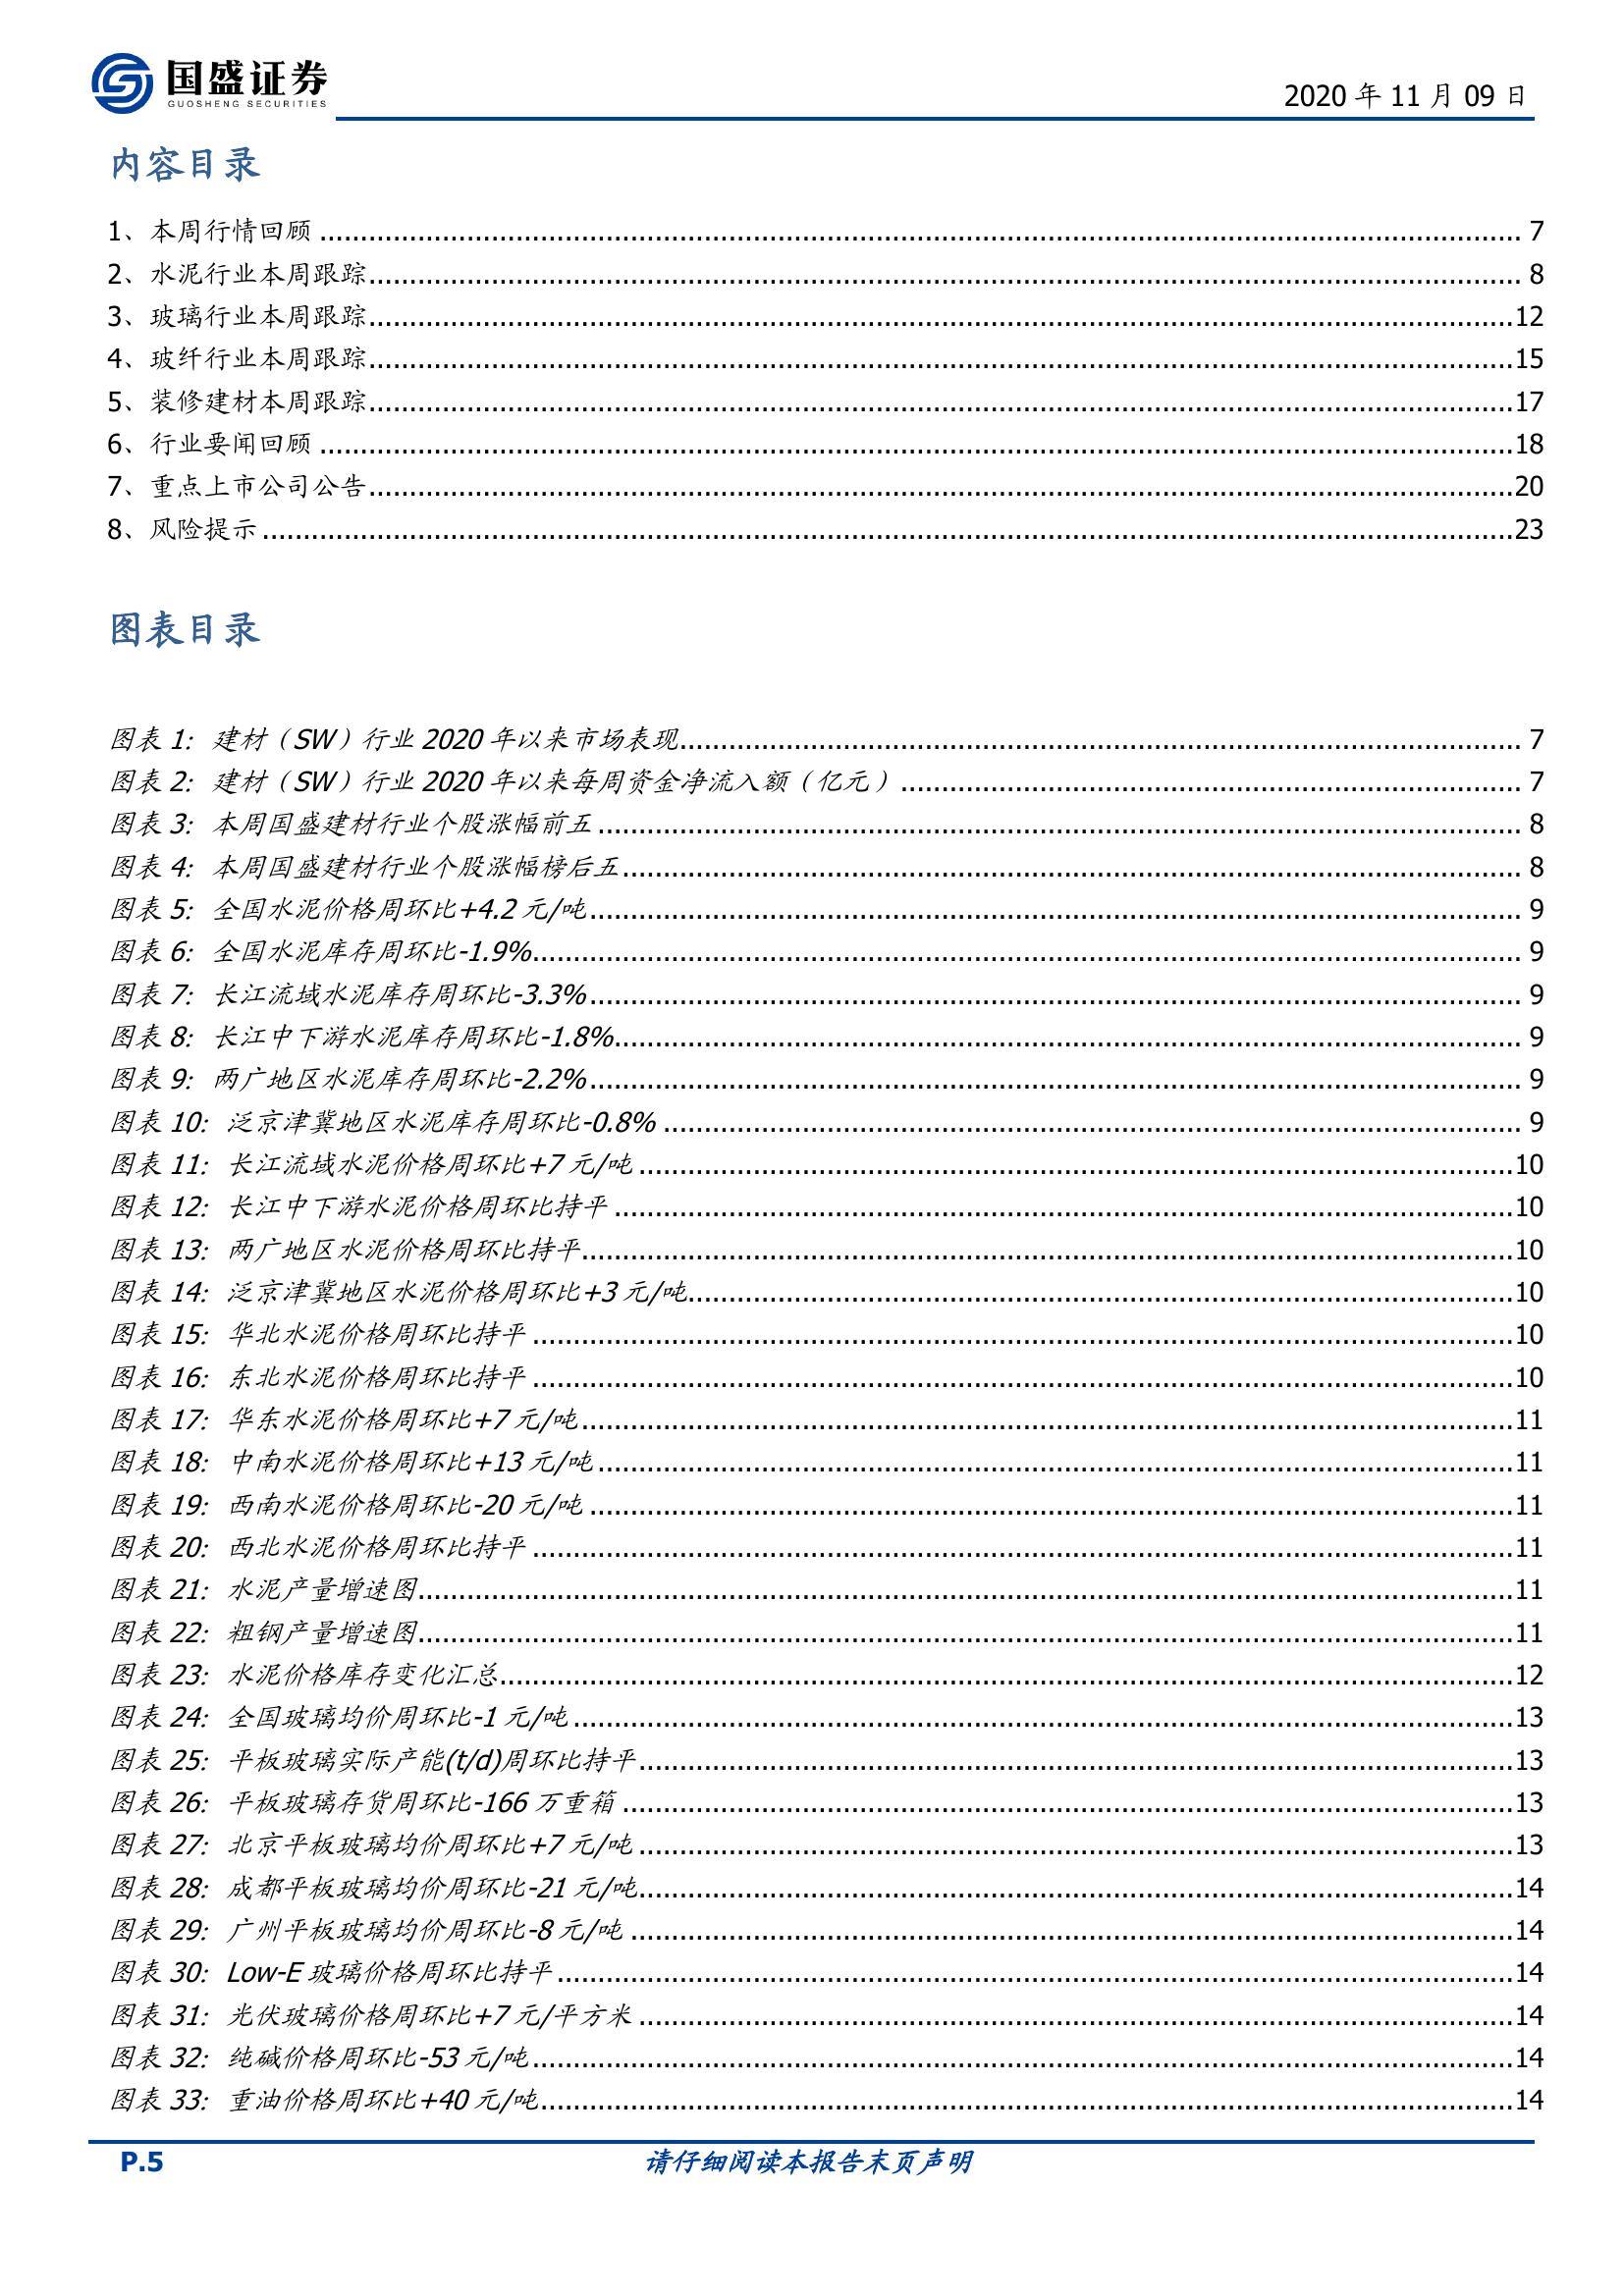 国盛证券
GUOSHENG SECURITIES
2020 年 11 月 09 日
内容目录
1、本周行情回顾 ........ 7
2、水泥行业本周跟踪........ 8
3、玻璃行业本周跟踪........12
4、玻纤行业本周跟踪........15
5、装修建材本周跟踪........17
6、行业要闻回顾 ........18
7、重点上市公司公告........20
8、风险提示 ........23
图表目录
图表 1: 建材（SW）行业 2020 年以来市场表现........ 7
图表 2: 建材（SW）行业 2020 年以来每周资金净流入额（亿元） ........ 7
图表 3: 本周国盛建材行业个股涨幅前五 ........ 8
图表 4: 本周国盛建材行业个股涨幅榜后五........ 8
图表 5: 全国水泥价格周环比+4.2 元/吨........ 9
图表 6: 全国水泥库存周环比-1.9%........ 9
图表 7: 长江流域水泥库存周环比-3.3%........ 9
图表 8: 长江中下游水泥库存周环比-1.8%........ 9
图表 9: 两广地区水泥库存周环比-2.2%........ 9
图表 10: 泛京津冀地区水泥库存周环比-0.8% ........ 9
图表 11: 长江流域水泥价格周环比+7 元/吨 ........10
图表 12: 长江中下游水泥价格周环比持平 ........10
图表 13: 两广地区水泥价格周环比持平........10
图表 14: 泛京津冀地区水泥价格周环比+3 元/吨........10
图表 15: 华北水泥价格周环比持平 ........10
图表 16: 东北水泥价格周环比持平 ........10
图表 17: 华东水泥价格周环比+7 元/吨........11
图表 18: 中南水泥价格周环比+13 元/吨 ........11
图表 19: 西南水泥价格周环比-20 元/吨 ........11
图表 20: 西北水泥价格周环比持平 ........11
图表 21: 水泥产量增速图........11
图表 22: 粗钢产量增速图........11
图表 23: 水泥价格库存变化汇总........12
图表 24: 全国玻璃均价周环比-1 元/吨 ........13
图表 25: 平板玻璃实际产能(t/d)周环比持平 ........13
图表 26: 平板玻璃存货周环比-166 万重箱 ........13
图表 27: 北京平板玻璃均价周环比+7 元/吨 ........13
图表 28: 成都平板玻璃均价周环比-21 元/吨........14
图表 29: 广州平板玻璃均价周环比-8 元/吨 ........14
图表 30: Low-E 玻璃价格周环比持平 ........14
图表 31: 光伏玻璃价格周环比+7 元/平方米 ........14
图表 32: 纯碱价格周环比-53 元/吨........14
图表 33: 重油价格周环比+40 元/吨........14
P.5
请仔细阅读本报告末页声明